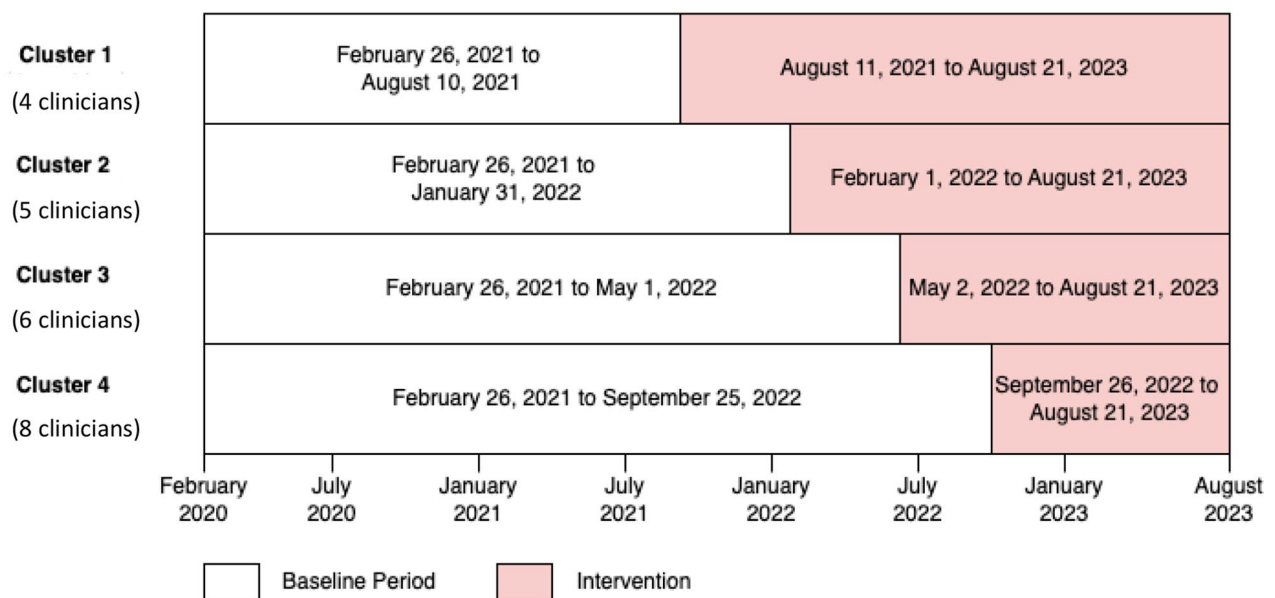 Cluster 1
(4 clinicians)
February 26, 2021 to
August 10, 2021
August 11, 2021 to August 21, 2023
Cluster 2
(5 clinicians)
February 26, 2021 to
January 31, 2022
February 1, 2022 to August 21, 2023
Cluster 3
(6 clinicians)
February 26, 2021 to May 1, 2022
May 2, 2022 to August 21, 2023
Cluster 4
(8 clinicians)
February 26, 2021 to September 25, 2022
September 26, 2022 to
August 21, 2023
February
2020
July
2020
January
2021
July
2021
January
2022
July
2022
January
2023
August
2023
Baseline Period
Intervention